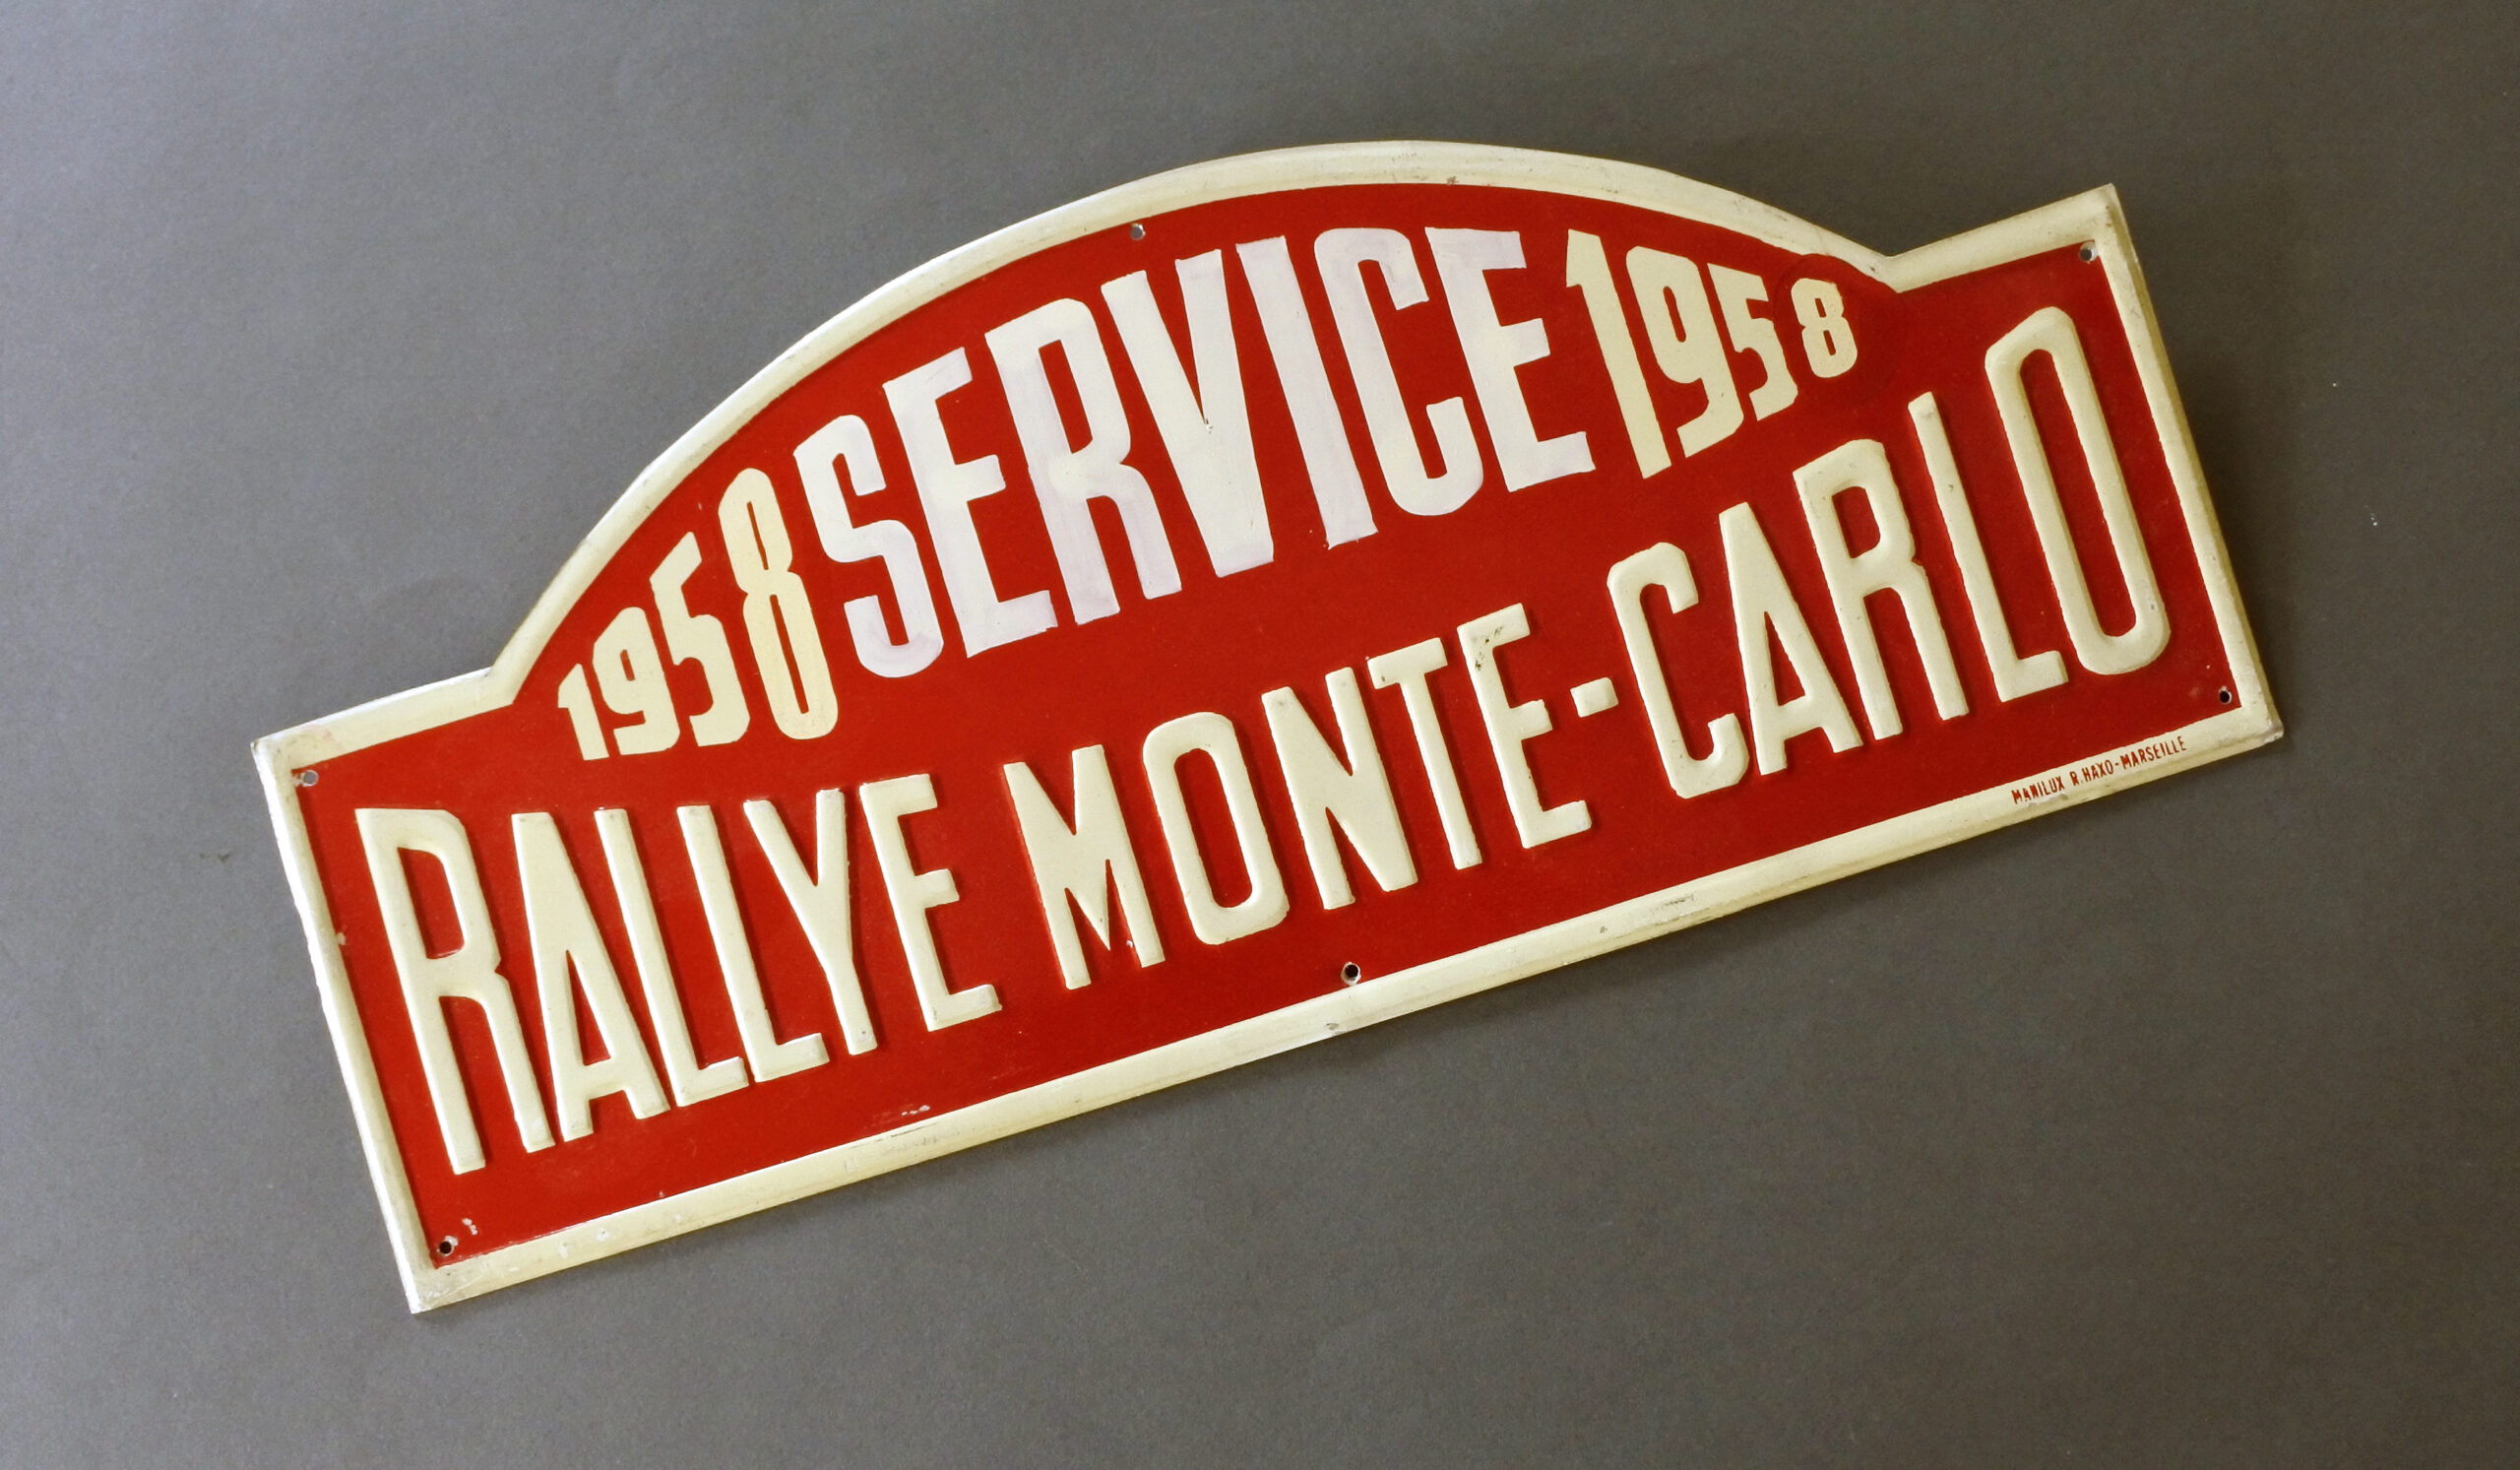 1958 SERVICE 1958
RALLYE MONTE-CARLO
MANILUX R.HAXO-MARSEILLE